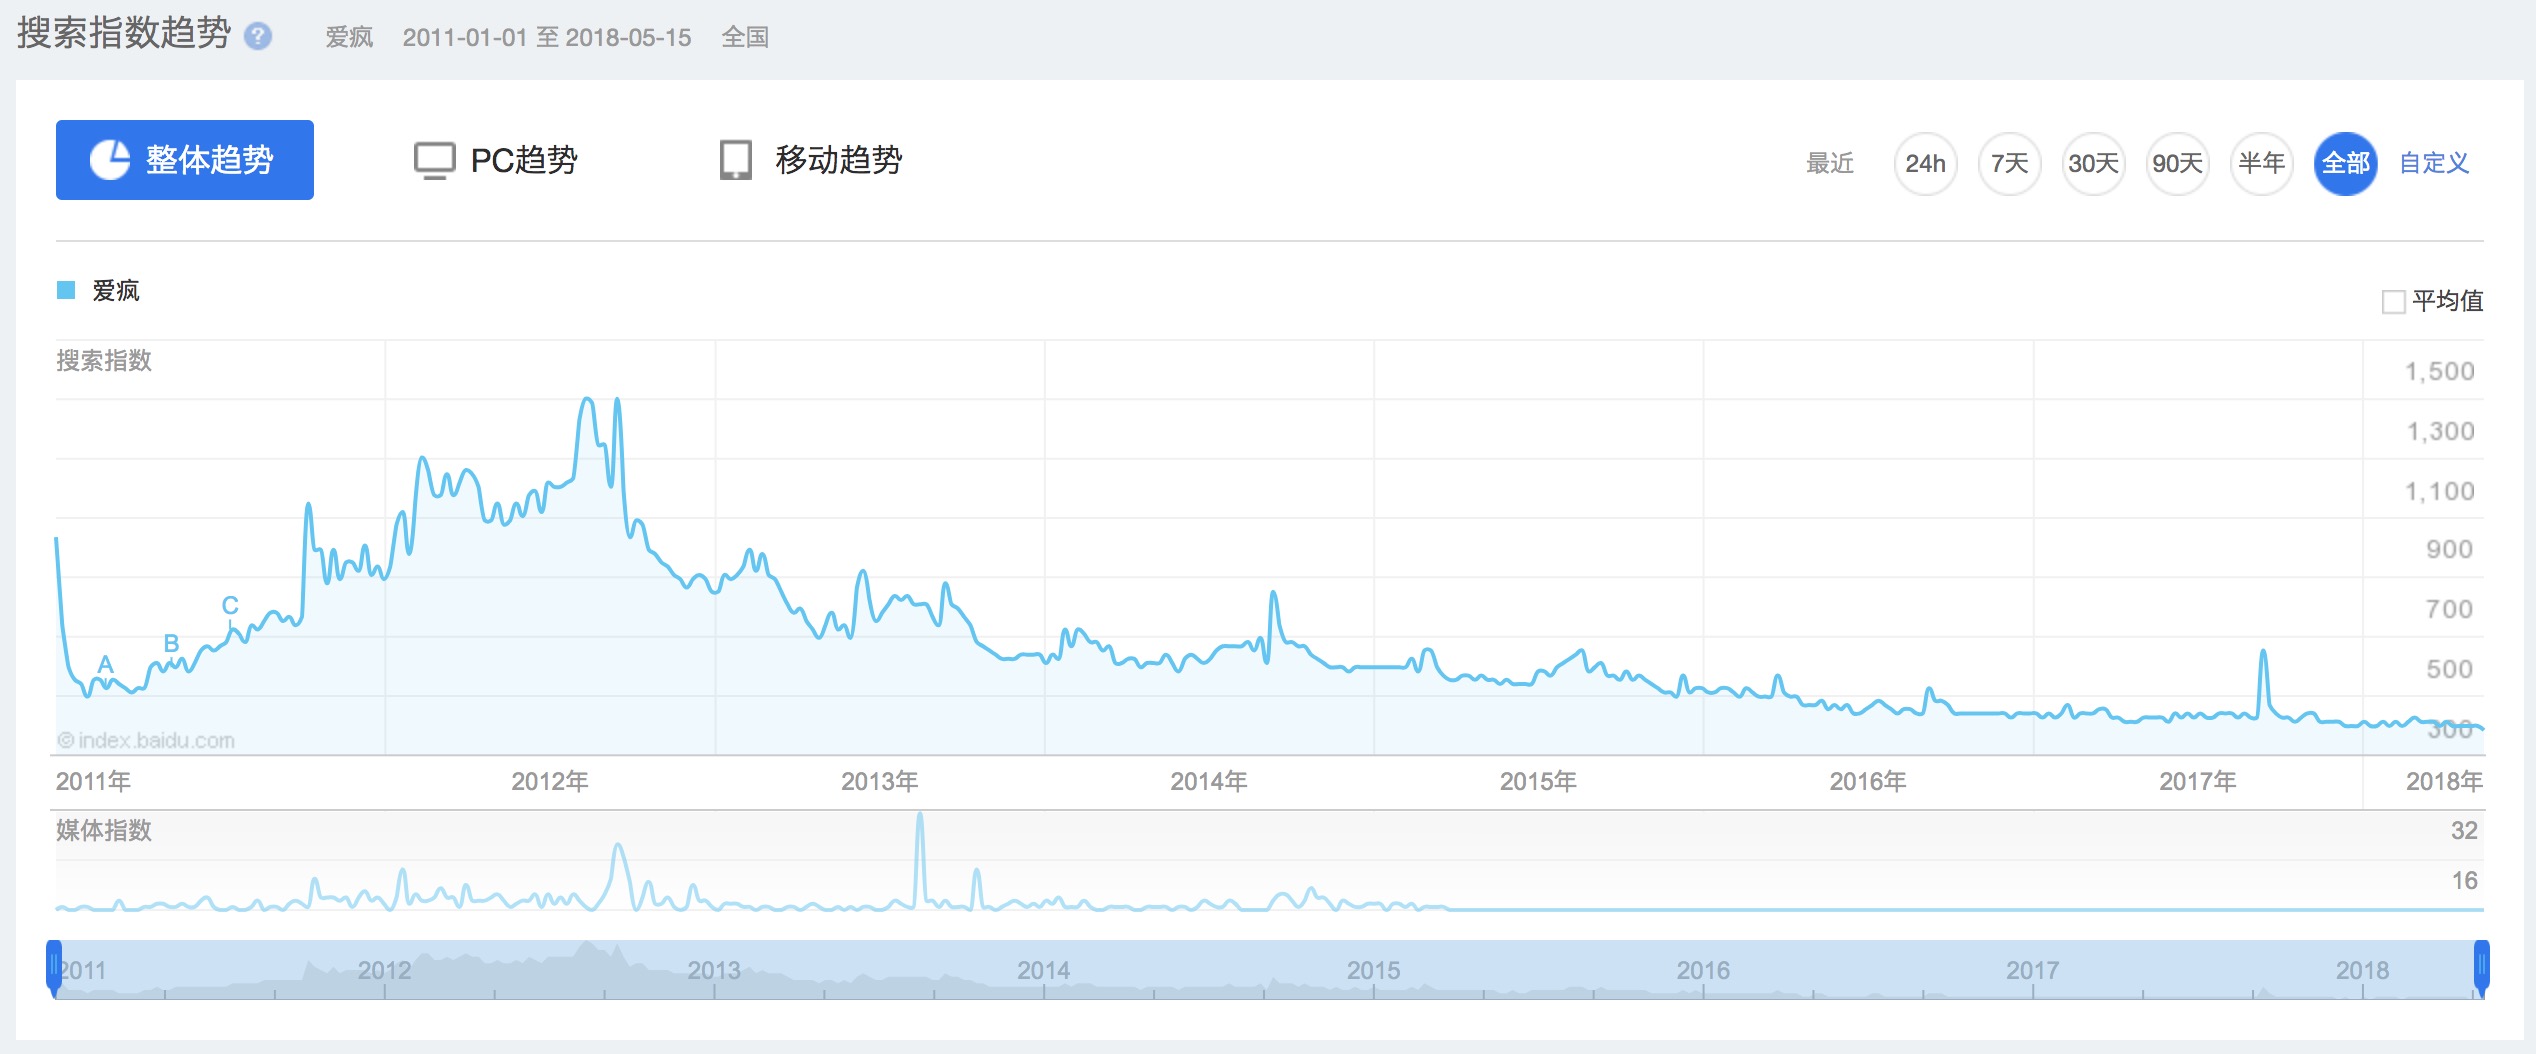 搜索指数趋势 ? 爱疯 2011-01-01 至 2018-05-15 全国
整体趋势 PC趋势 移动趋势 最近 24h 7天 30天 90天 半年 全部 自定义
爱疯
平均值
搜索指数
1,500
1,300
1,100
900
700
500
300
A
B
C
© index.baidu.com
2011年 2012年 2013年 2014年 2015年 2016年 2017年 2018年
媒体指数
32
16
2011 2012 2013 2014 2015 2016 2017 2018